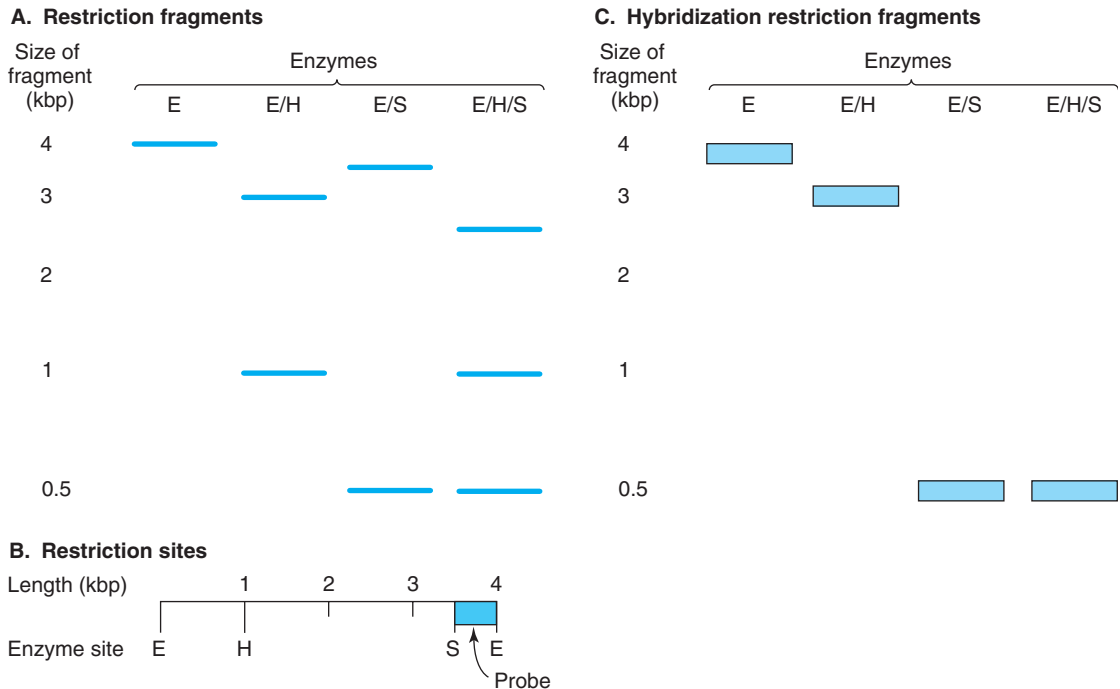 A. Restriction fragments
Size of
fragment
(kbp)
Enzymes
E E/H E/S E/H/S
4
3
2
1
0.5
B. Restriction sites
Length (kbp) 1 2 3 4
Enzyme site E H S E
Probe
C. Hybridization restriction fragments
Size of
fragment
(kbp)
Enzymes
E E/H E/S E/H/S
4
3
2
1
0.5